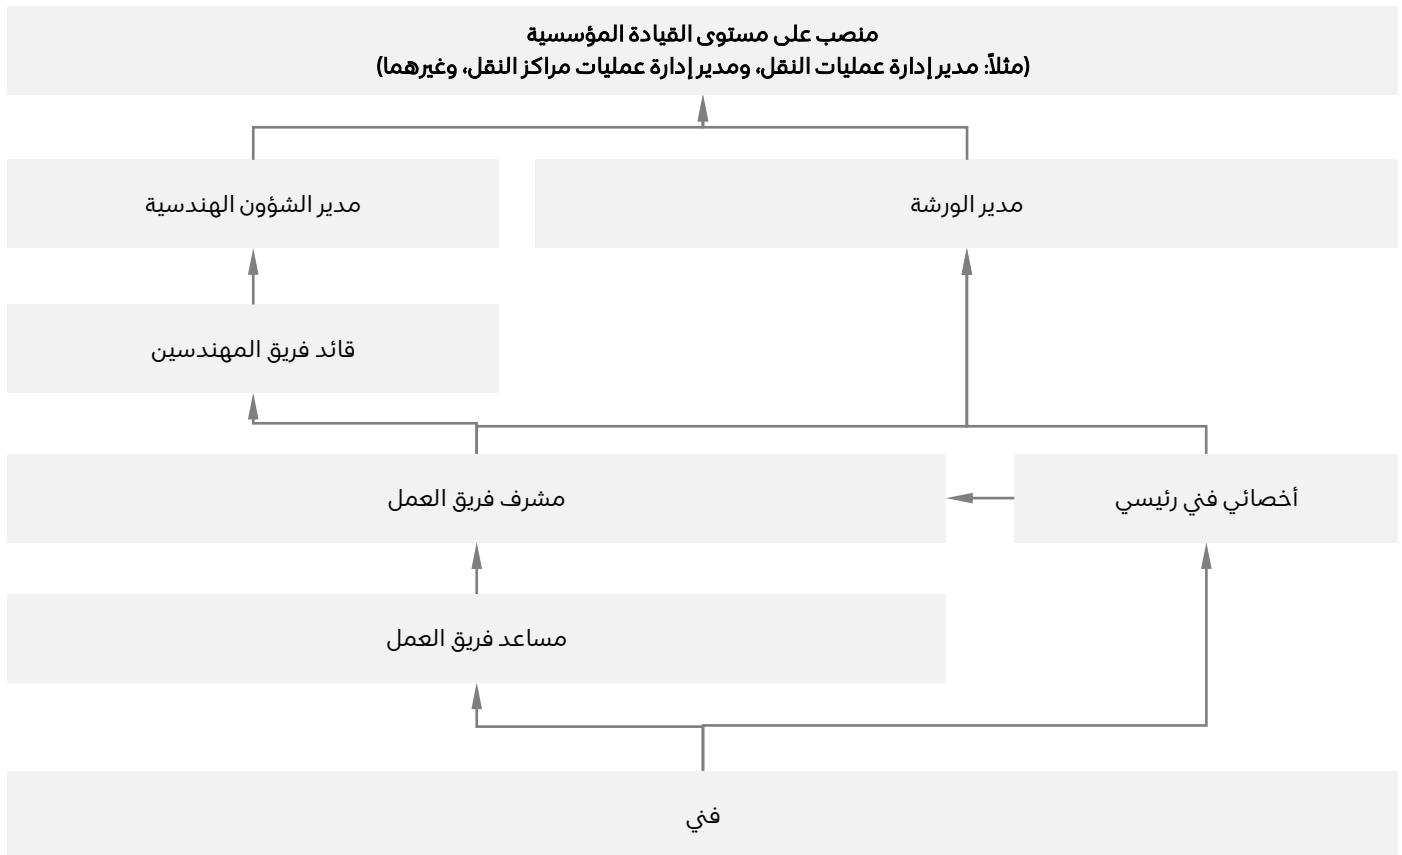 منصب على مستوى القيادة المؤسسية
(مثلاً: مدير إدارة عمليات النقل، ومدير إدارة عمليات مراكز النقل، وغيرهما)
مدير الورشة
مدير الشؤون الهندسية
قائد فريق المهندسين
أخصائي فني رئيسي
مشرف فريق العمل
مساعد فريق العمل
فني